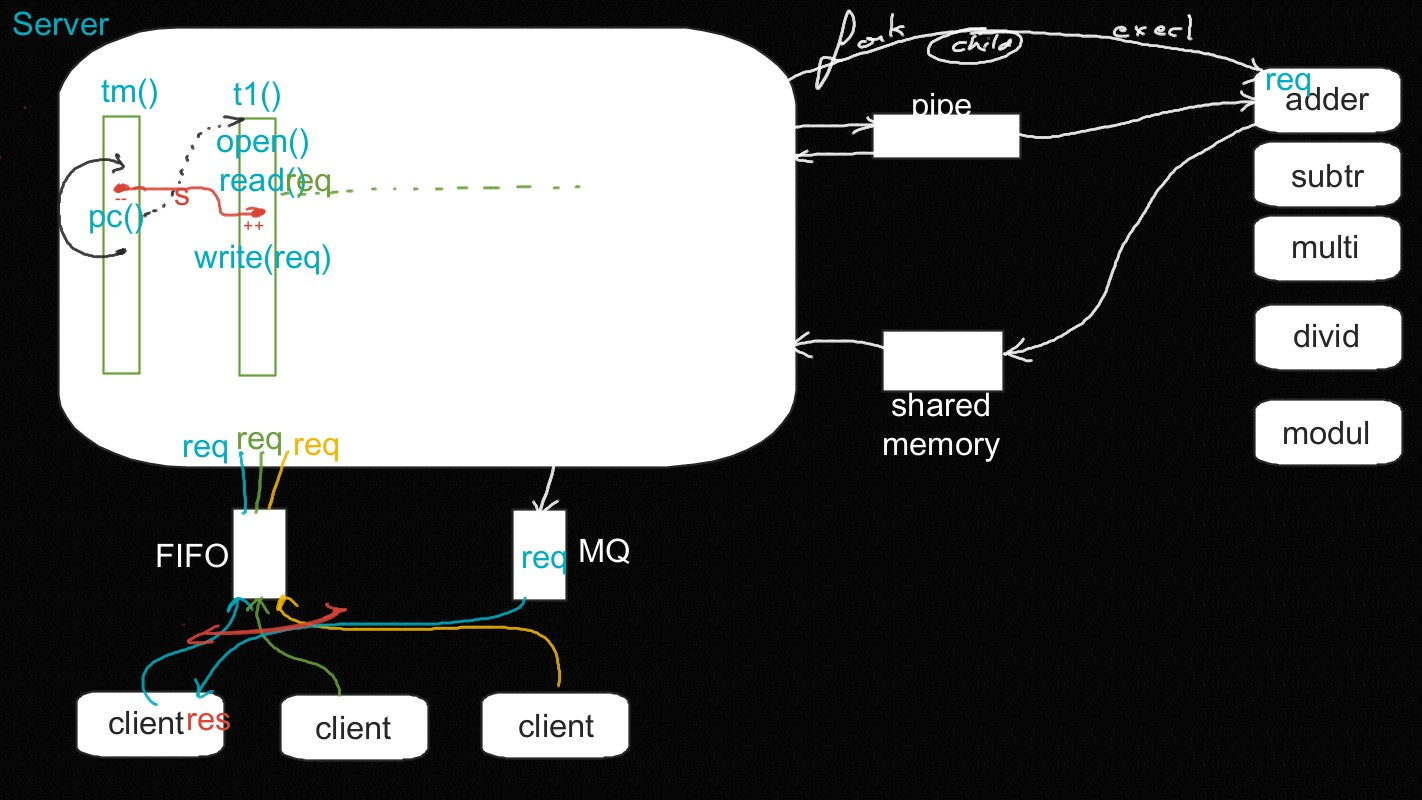 Server
fork
child
execl
tm()
t1()
pipe
req
adder
open()
read()
req
s
--
pc()
++
write(req)
subtr
multi
divid
shared
memory
modul
req
req
req
FIFO
req
MQ
client
res
client
client